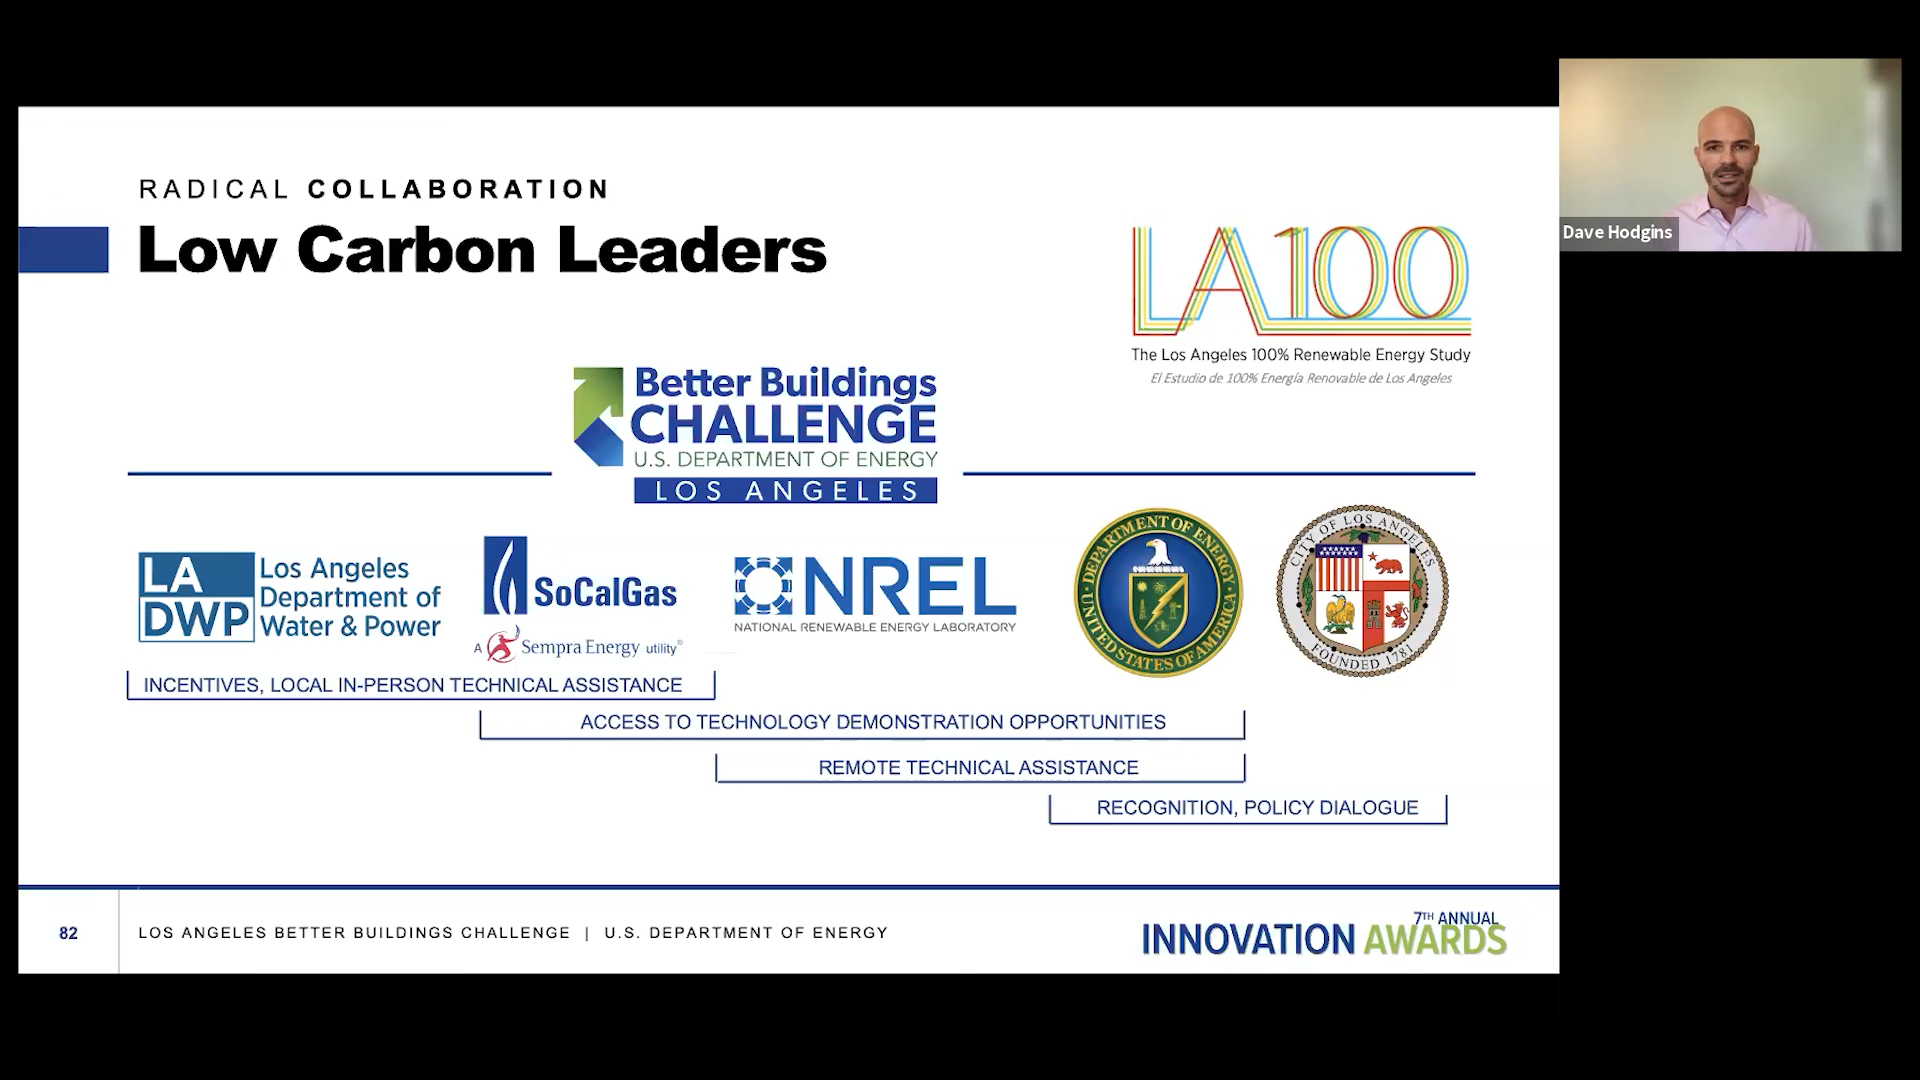 RADICAL COLLABORATION
Low Carbon Leaders
LA100
The Los Angeles 100% Renewable Energy Study
El Estudio de 100% Energía Renovable de Los Angeles
Better Buildings
CHALLENGE
U.S. DEPARTMENT OF ENERGY
LOS ANGELES
LA
DWP
Los Angeles
Department of
Water & Power
SoCalGas
A Sempra Energy utility®
NREL
NATIONAL RENEWABLE ENERGY LABORATORY
DEPARTMENT OF ENERGY
UNITED STATES OF AMERICA
CITY OF LOS ANGELES
FOUNDED 1781
INCENTIVES, LOCAL IN-PERSON TECHNICAL ASSISTANCE
ACCESS TO TECHNOLOGY DEMONSTRATION OPPORTUNITIES
REMOTE TECHNICAL ASSISTANCE
RECOGNITION, POLICY DIALOGUE
82
LOS ANGELES BETTER BUILDINGS CHALLENGE | U.S. DEPARTMENT OF ENERGY
7TH ANNUAL
INNOVATION AWARDS
Dave Hodgins